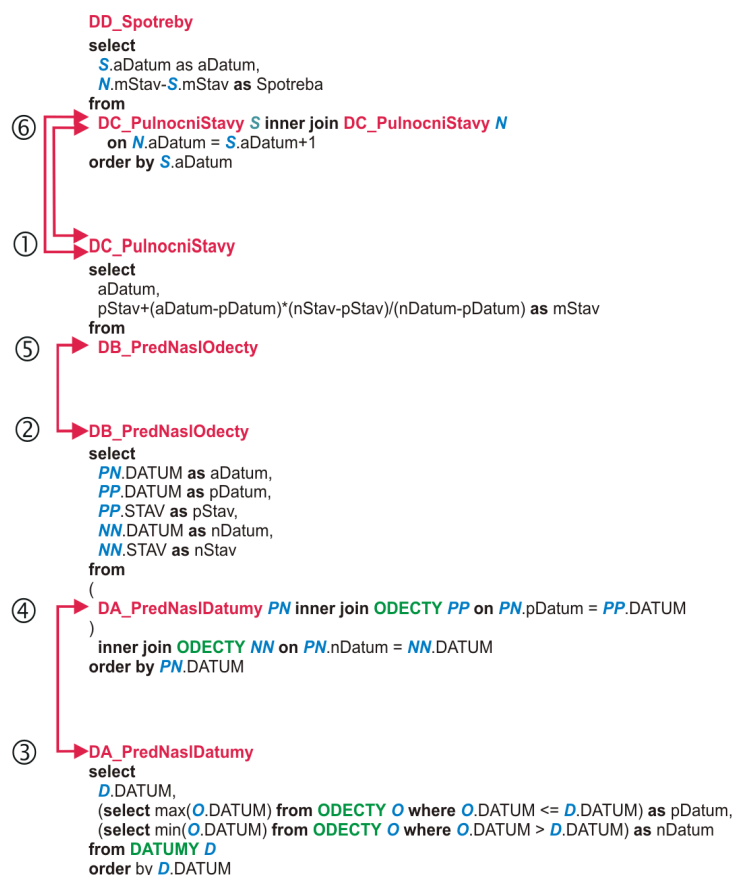 DD_Spotreby
select
S.aDatum as aDatum,
N.mStav-S.mStav as Spotreba
from
⑥ DC_PulnocniStavy S inner join DC_PulnocniStavy N
on N.aDatum = S.aDatum+1
order by S.aDatum
① DC_PulnocniStavy
select
aDatum,
pStav+(aDatum-pDatum)*(nStav-pStav)/(nDatum-pDatum) as mStav
from
⑤ DB_PredNaslOdecty
② DB_PredNaslOdecty
select
PN.DATUM as aDatum,
PP.DATUM as pDatum,
PP.STAV as pStav,
NN.DATUM as nDatum,
NN.STAV as nStav
from
(
④ DA_PredNaslDatumy PN inner join ODECTY PP on PN.pDatum = PP.DATUM
)
inner join ODECTY NN on PN.nDatum = NN.DATUM
order by PN.DATUM
③ DA_PredNaslDatumy
select
D.DATUM,
(select max(O.DATUM) from ODECTY O where O.DATUM <= D.DATUM) as pDatum,
(select min(O.DATUM) from ODECTY O where O.DATUM > D.DATUM) as nDatum
from DATUMY D
order by D.DATUM